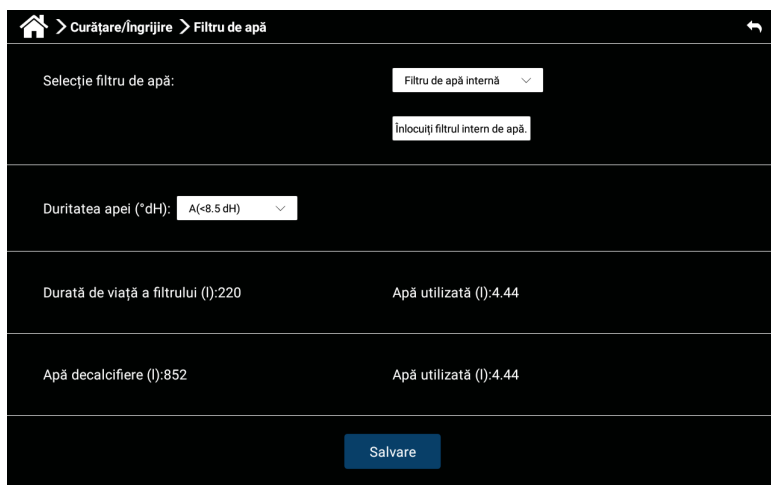 Curățare/Îngrijire Filtru de apă
Selecție filtru de apă: Filtru de apă internă
Înlocuiți filtrul intern de apă.
Duritatea apei (°dH): A(<8.5 dH)
Durată de viață a filtrului (l):220 Apă utilizată (l):4.44
Apă decalcifiere (l):852 Apă utilizată (l):4.44
Salvare